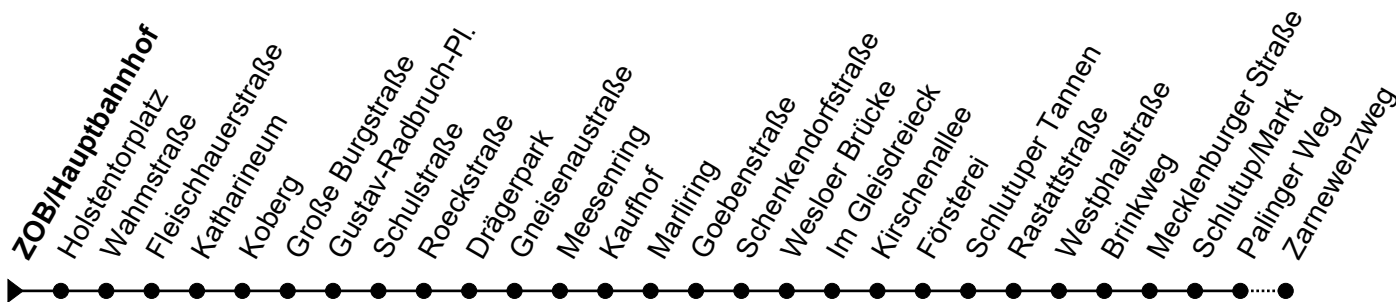 ZOB/Hauptbahnhof
Holstentorplatz
Wahmstraße
Fleischhauerstraße
Katharineum
Koberg
Große Burgstraße
Gustav-Radbruch-Pl.
Schulstraße
Roeckstraße
Drägerpark
Gneisenaustraße
Meesenring
Kaufhof
Marliring
Goebenstraße
Schenkendorfstraße
Wesloer Brücke
Im Gleisdreieck
Kirschenallee
Försterei
Schlutuper Tannen
Rastattstraße
Westphalstraße
Brinkweg
Mecklenburger Straße
Schlutup/Markt
Palinger Weg
Zarnewenzweg